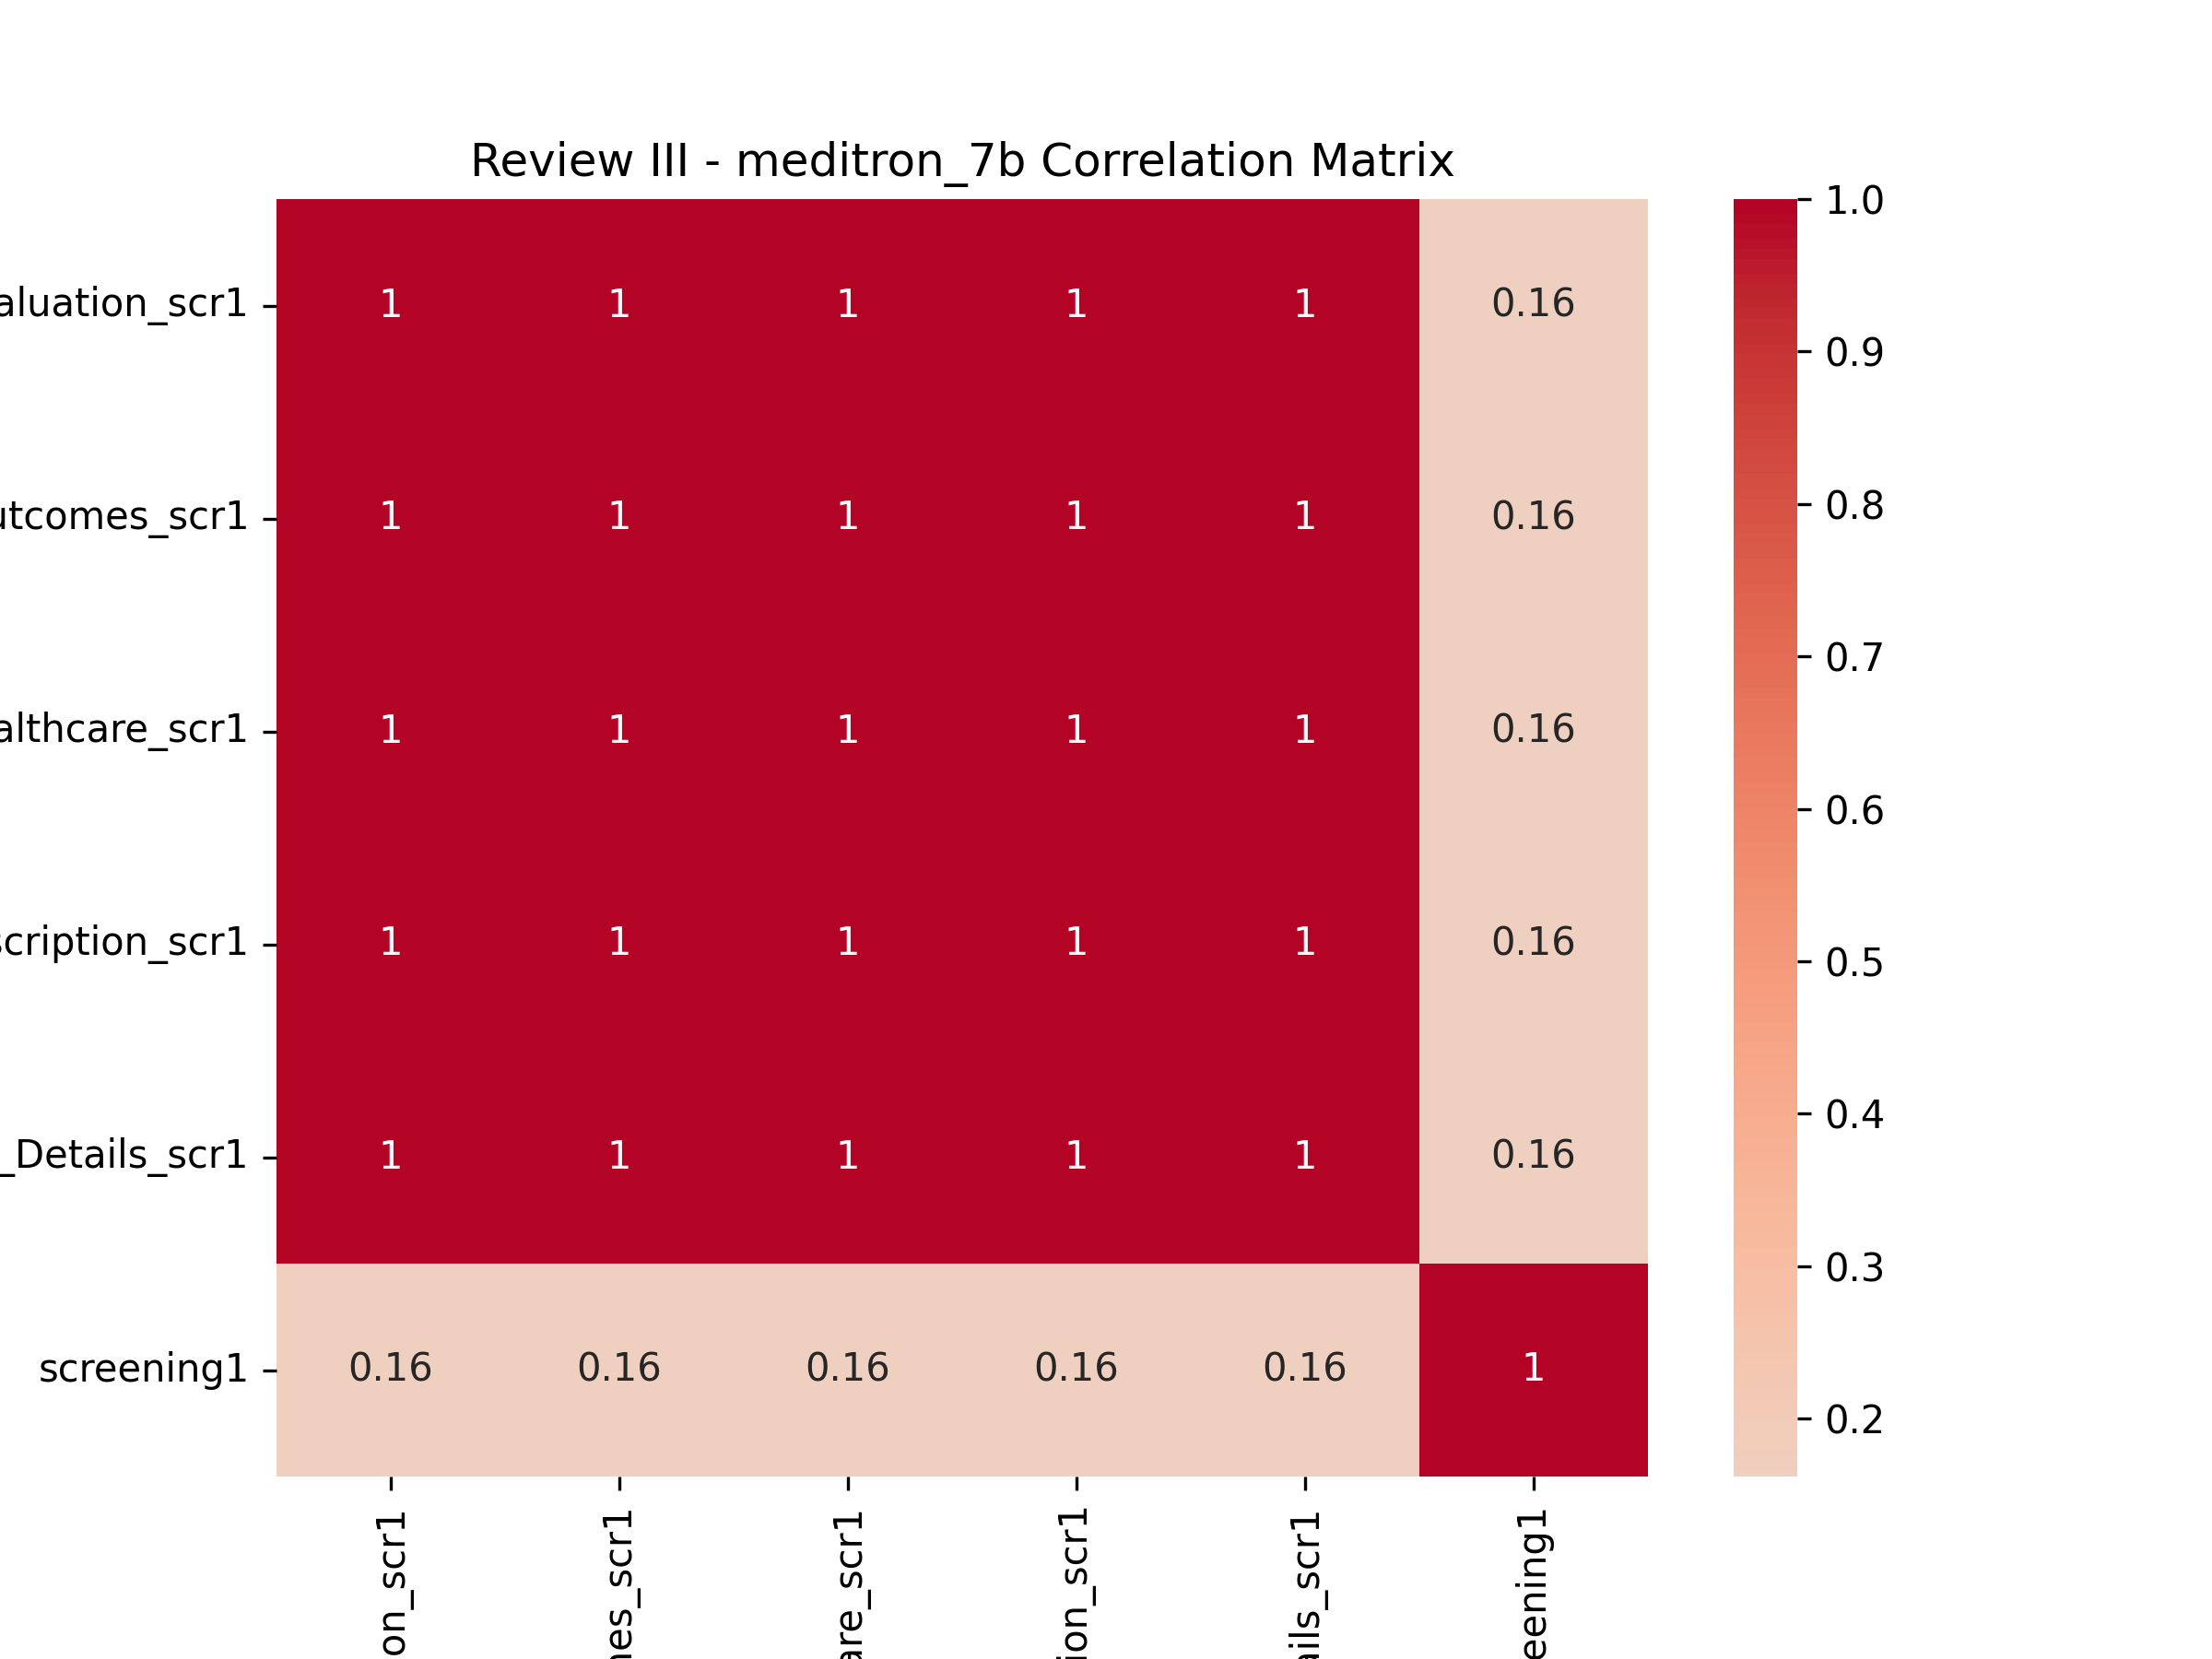 Review III - meditron_7b Correlation Matrix
aluation_scr1 1 1 1 1 1 0.16
utcomes_scr1 1 1 1 1 1 0.16
althcare_scr1 1 1 1 1 1 0.16
scription_scr1 1 1 1 1 1 0.16
_Details_scr1 1 1 1 1 1 0.16
screening1 0.16 0.16 0.16 0.16 0.16 1
on_scr1
nes_scr1
are_scr1
ion_scr1
ails_scr1
eening1
1.0
0.9
0.8
0.7
0.6
0.5
0.4
0.3
0.2